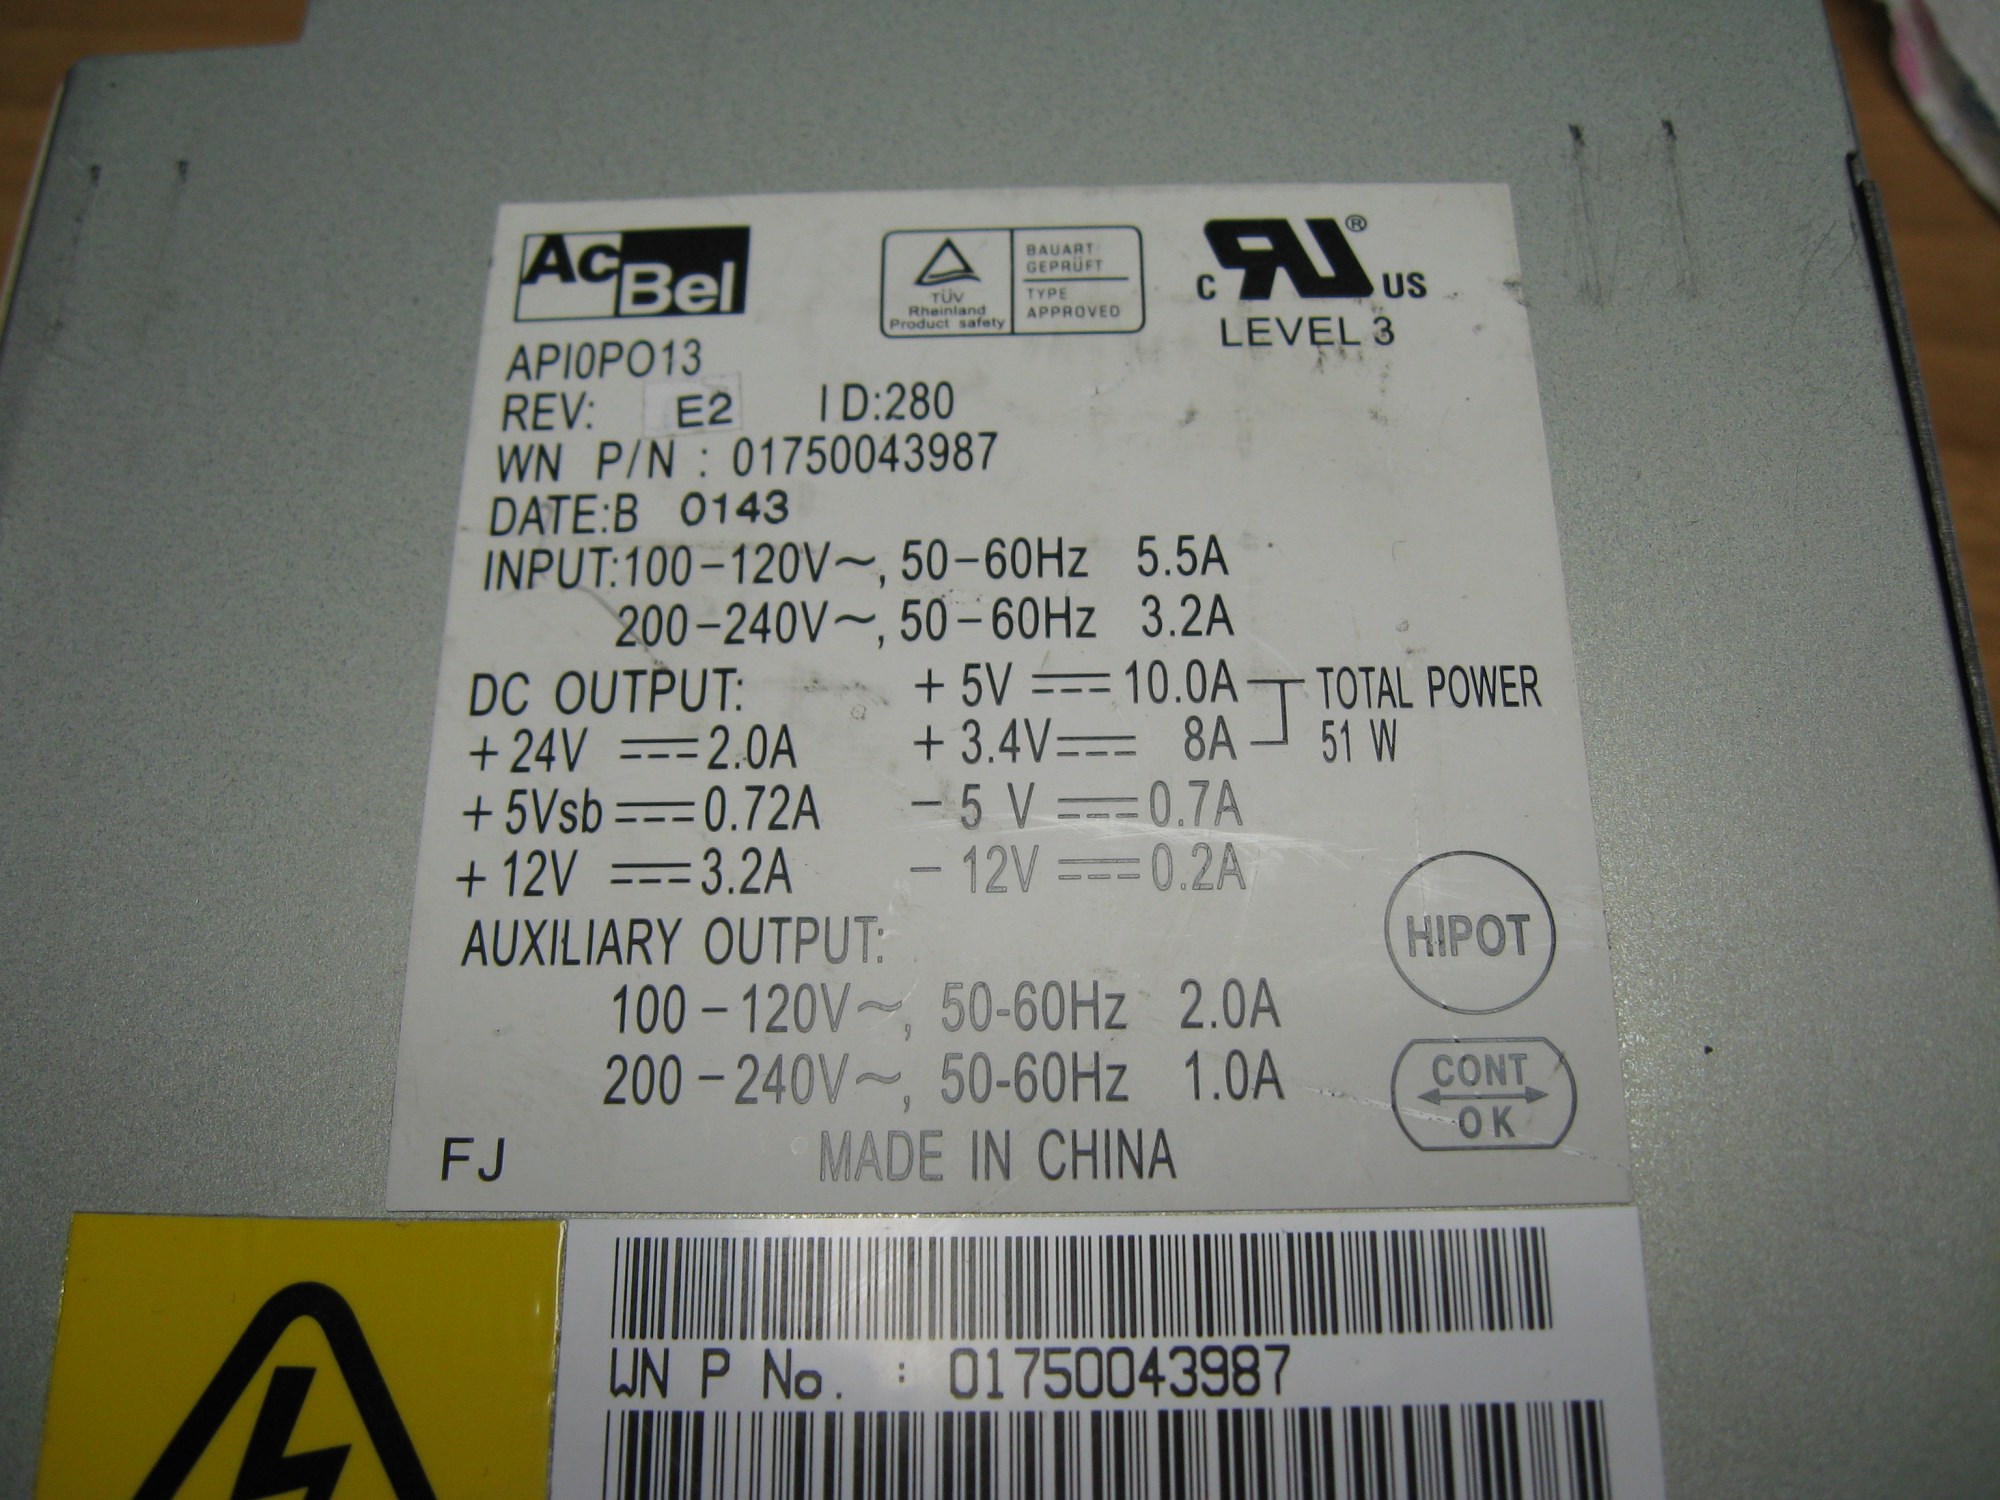 AcBel
TÜV
Rheinland
Product safety
BAUART
GEPRÜFT
TYPE
APPROVED
C RU® US
LEVEL 3
API0PO13
REV: E2 ID:280
WN P/N : 01750043987
DATE:B 0143
INPUT:100–120V~, 50–60Hz 5.5A
200–240V~, 50–60Hz 3.2A
DC OUTPUT: +5V ⎓ 10.0A TOTAL POWER
+24V ⎓ 2.0A +3.4V ⎓ 8A 51 W
+5Vsb ⎓ 0.72A –5 V ⎓ 0.7A
+12V ⎓ 3.2A –12V ⎓ 0.2A
AUXILIARY OUTPUT:
100–120V~, 50-60Hz 2.0A
200–240V~, 50-60Hz 1.0A
HIPOT
CONT
OK
FJ MADE IN CHINA
WN P No. : 01750043987